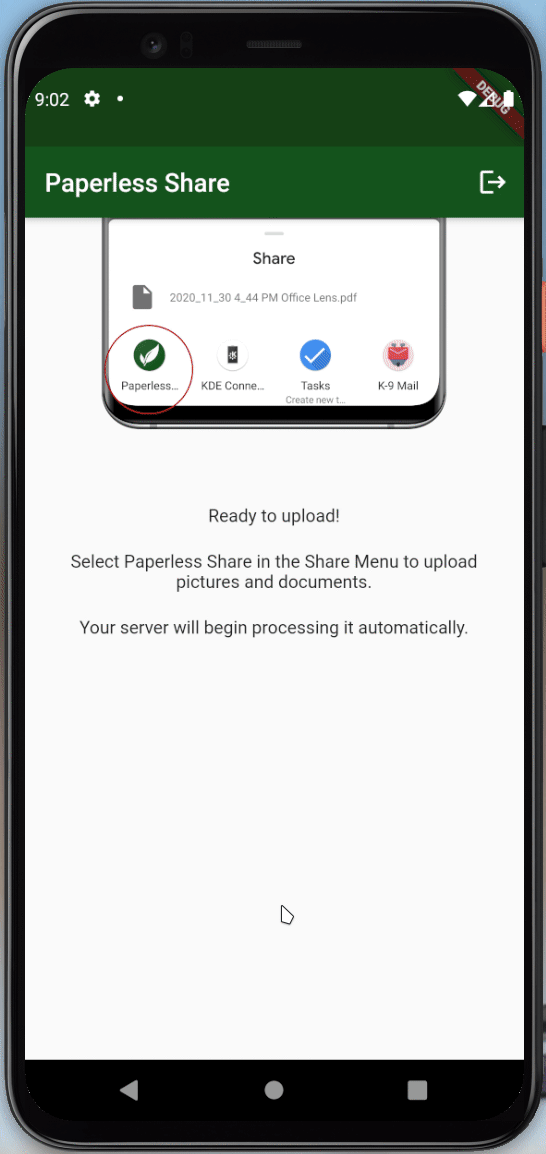 9:02
DEBUG
Paperless Share
Share
2020_11_30 4_44 PM Office Lens.pdf
Paperless... KDE Conne... Tasks K-9 Mail
Create new t...
Ready to upload!
Select Paperless Share in the Share Menu to upload
pictures and documents.
Your server will begin processing it automatically.